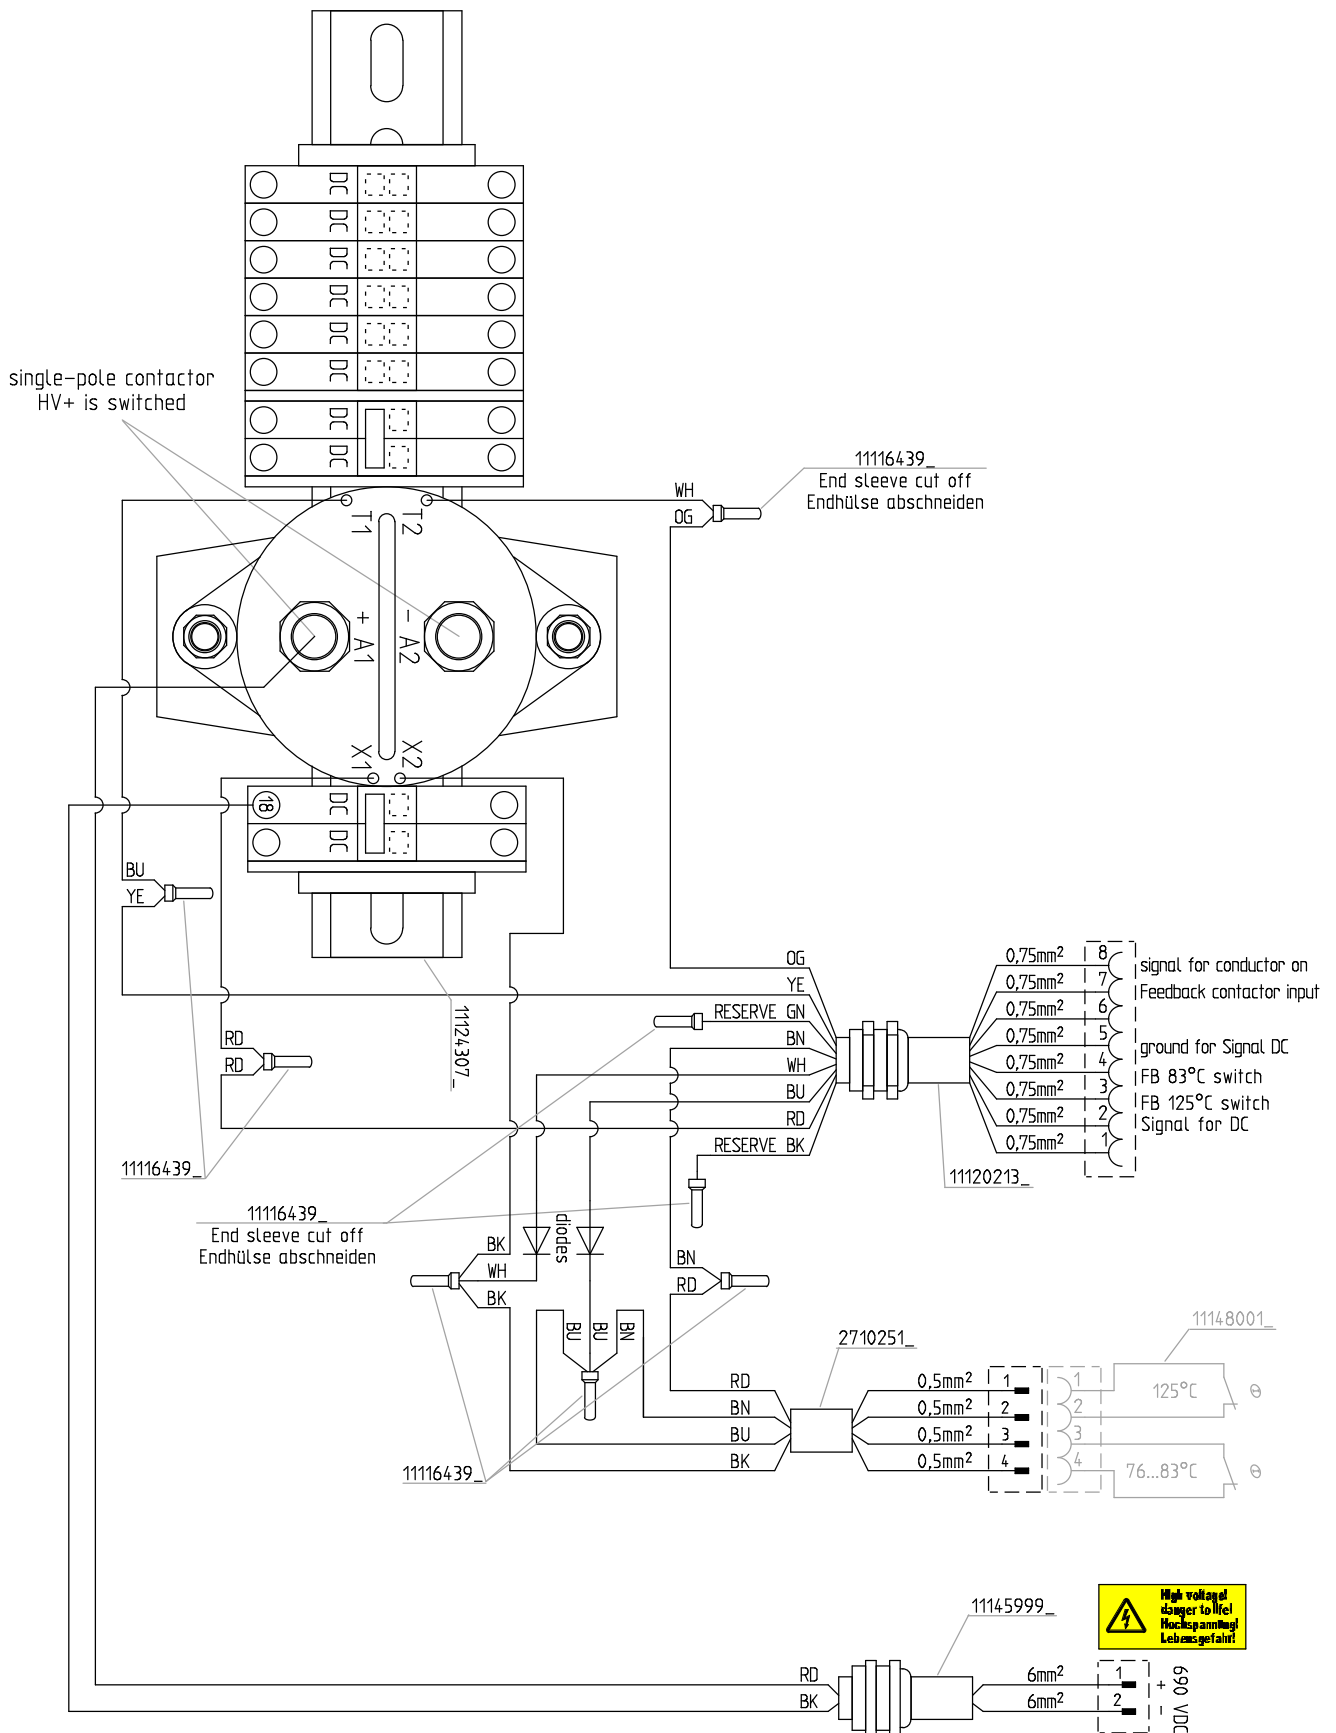 DC
DC
DC
DC
DC
DC
single-pole contactor
HV+ is switched
DC
DC
11116439_
End sleeve cut off
Endhülse abschneiden
WH
OG
T1
T2
+ A1
- A2
X1
X2
18
DC
DC
BU
YE
11124307_
RD
RD
11116439_
OG
YE
RESERVE GN
BN
WH
BU
RD
RESERVE BK
0,75mm²
0,75mm²
0,75mm²
0,75mm²
0,75mm²
0,75mm²
0,75mm²
0,75mm²
8
7
6
5
4
3
2
1
signal for conductor on
Feedback contactor input
ground for Signal DC
FB 83°C switch
FB 125°C switch
Signal for DC
11120213_
11116439_
End sleeve cut off
Endhülse abschneiden
diodes
BK
WH
BK
BU
BU
BN
BN
RD
11116439_
2710251_
RD
BN
BU
BK
0,5mm²
0,5mm²
0,5mm²
0,5mm²
1
2
3
4
1
2
3
4
11148001_
125°C
Θ
76...83°C
Θ
High voltage!
danger to life!
Hochspannung!
Lebensgefahr!
11145999_
RD
BK
6mm²
6mm²
1
2
+
-
690 VDC